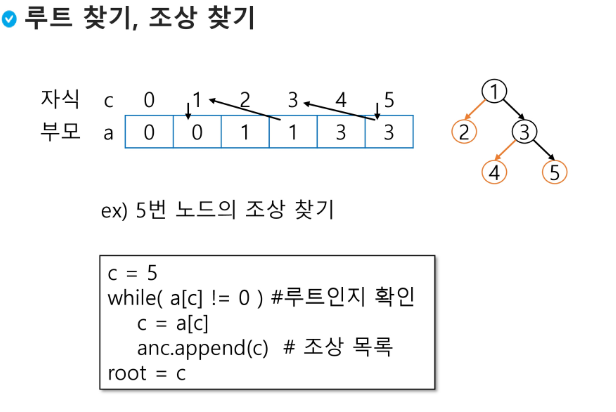 루트 찾기, 조상 찾기
자식 c 0 1 2 3 4 5
부모 a 0 0 1 1 3 3
1
2 3
4 5
ex) 5번 노드의 조상 찾기
c = 5
while( a[c] != 0 ) #루트인지 확인
c = a[c]
anc.append(c) # 조상 목록
root = c